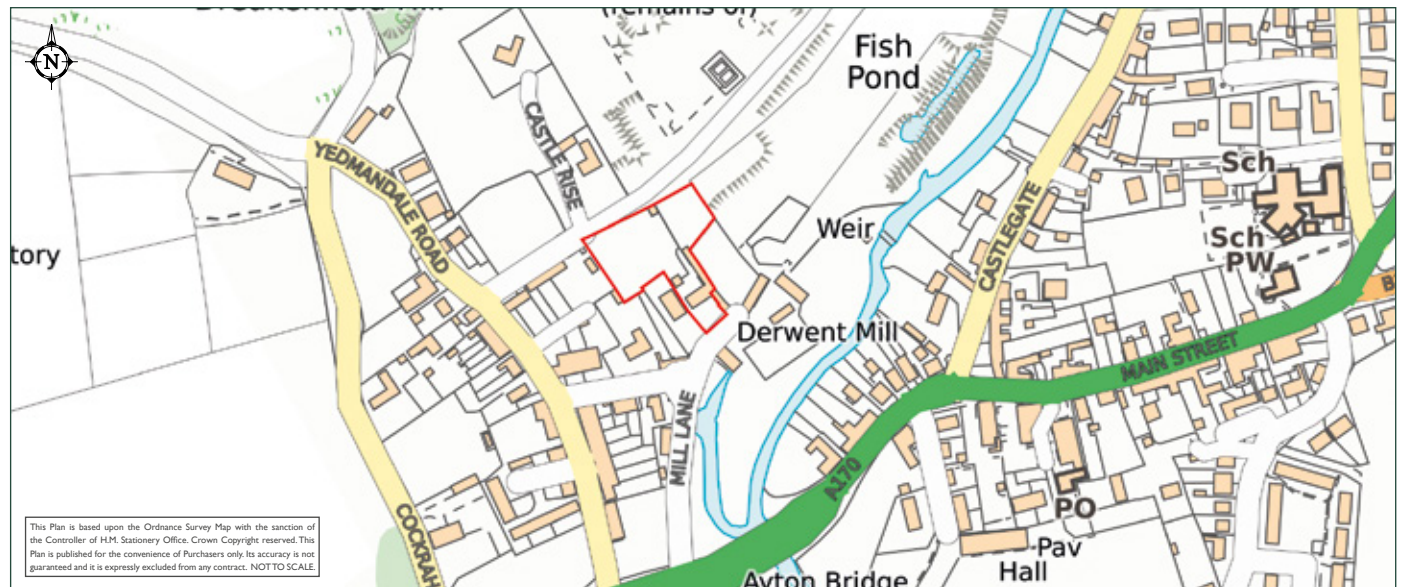 (remains of)
N
Fish
Pond
CASTLE RISE
YEDMANDALE ROAD
Sch
CASTLEGATE
Weir
Sch
PW
tory
B
Derwent Mill
MAIN STREET
MILL LANE
A170
PO
COCKRAH
Pav
Hall
Ayton Bridge
This Plan is based upon the Ordnance Survey Map with the sanction of
the Controller of H.M. Stationery Office. Crown Copyright reserved. This
Plan is published for the convenience of Purchasers only. Its accuracy is not
guaranteed and it is expressly excluded from any contract. NOT TO SCALE.